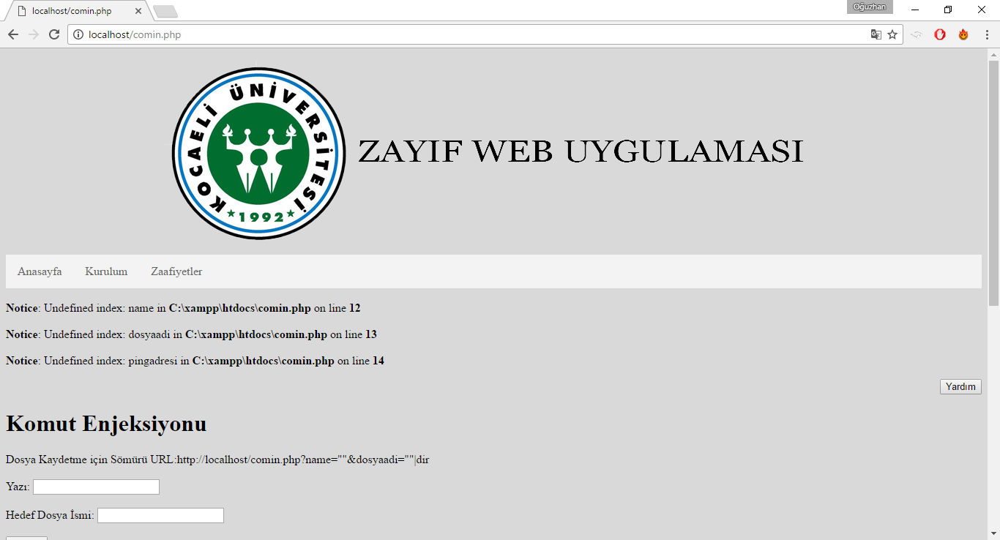 localhost/comin.php
Oğuzhan
localhost/comin.php
KOCAELİ ÜNİVERSİTESİ
1992
ZAYIF WEB UYGULAMASI
Anasayfa Kurulum Zaafiyetler
Notice: Undefined index: name in C:\xampp\htdocs\comin.php on line 12
Notice: Undefined index: dosyaadi in C:\xampp\htdocs\comin.php on line 13
Notice: Undefined index: pingadresi in C:\xampp\htdocs\comin.php on line 14
Yardım
Komut Enjeksiyonu
Dosya Kaydetme için Sömürü URL:http://localhost/comin.php?name=""&dosyaadi=""|dir
Yazı:
Hedef Dosya İsmi: